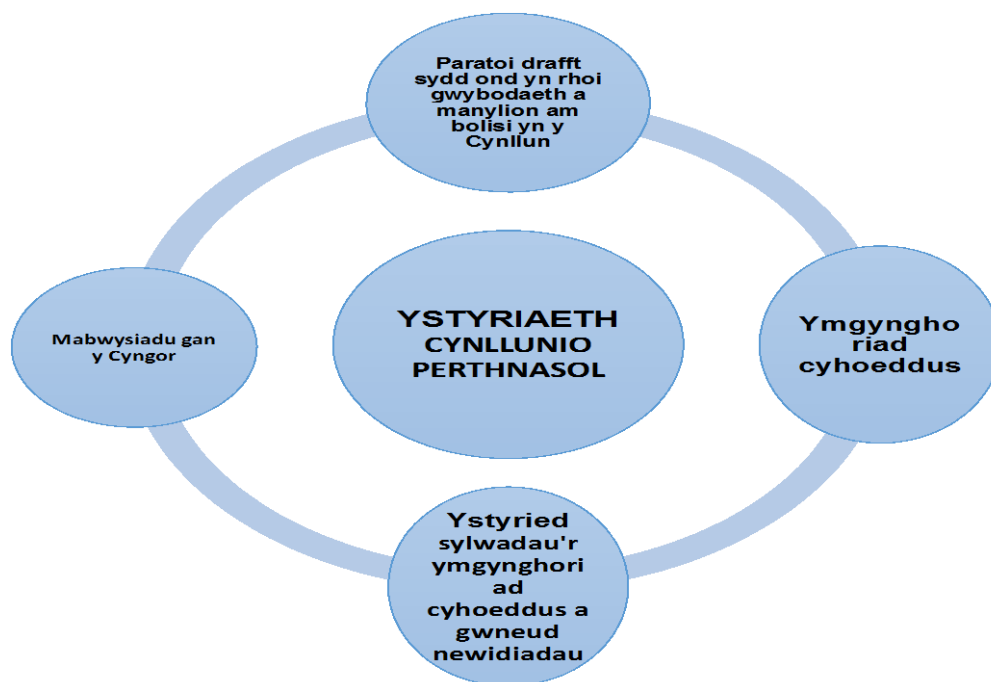 Paratoi drafft
sydd ond yn rhoi
gwybodaeth a
manylion am
bolisi yn y
Cynllun
Ymgyngho
riad
cyhoeddus
Ystyried
sylwadau'r
ymgynghori
ad
cyhoeddus a
gwneud
newidiadau
Mabwysiadu gan
y Cyngor
YSTYRIAETH
CYNLLUNIO
PERTHNASOL